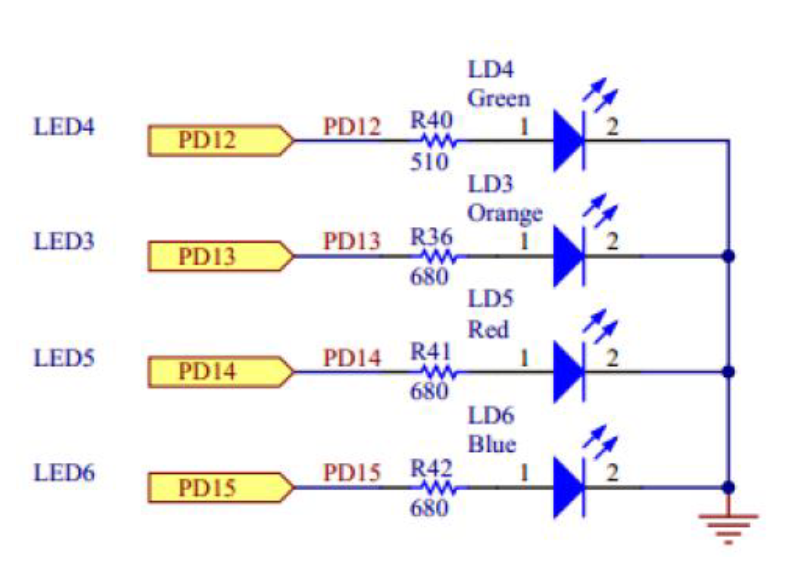 LD4
Green
LED4
PD12
PD12
R40
510
1
2
LD3
Orange
LED3
PD13
PD13
R36
680
1
2
LD5
Red
LED5
PD14
PD14
R41
680
1
2
LD6
Blue
LED6
PD15
PD15
R42
680
1
2